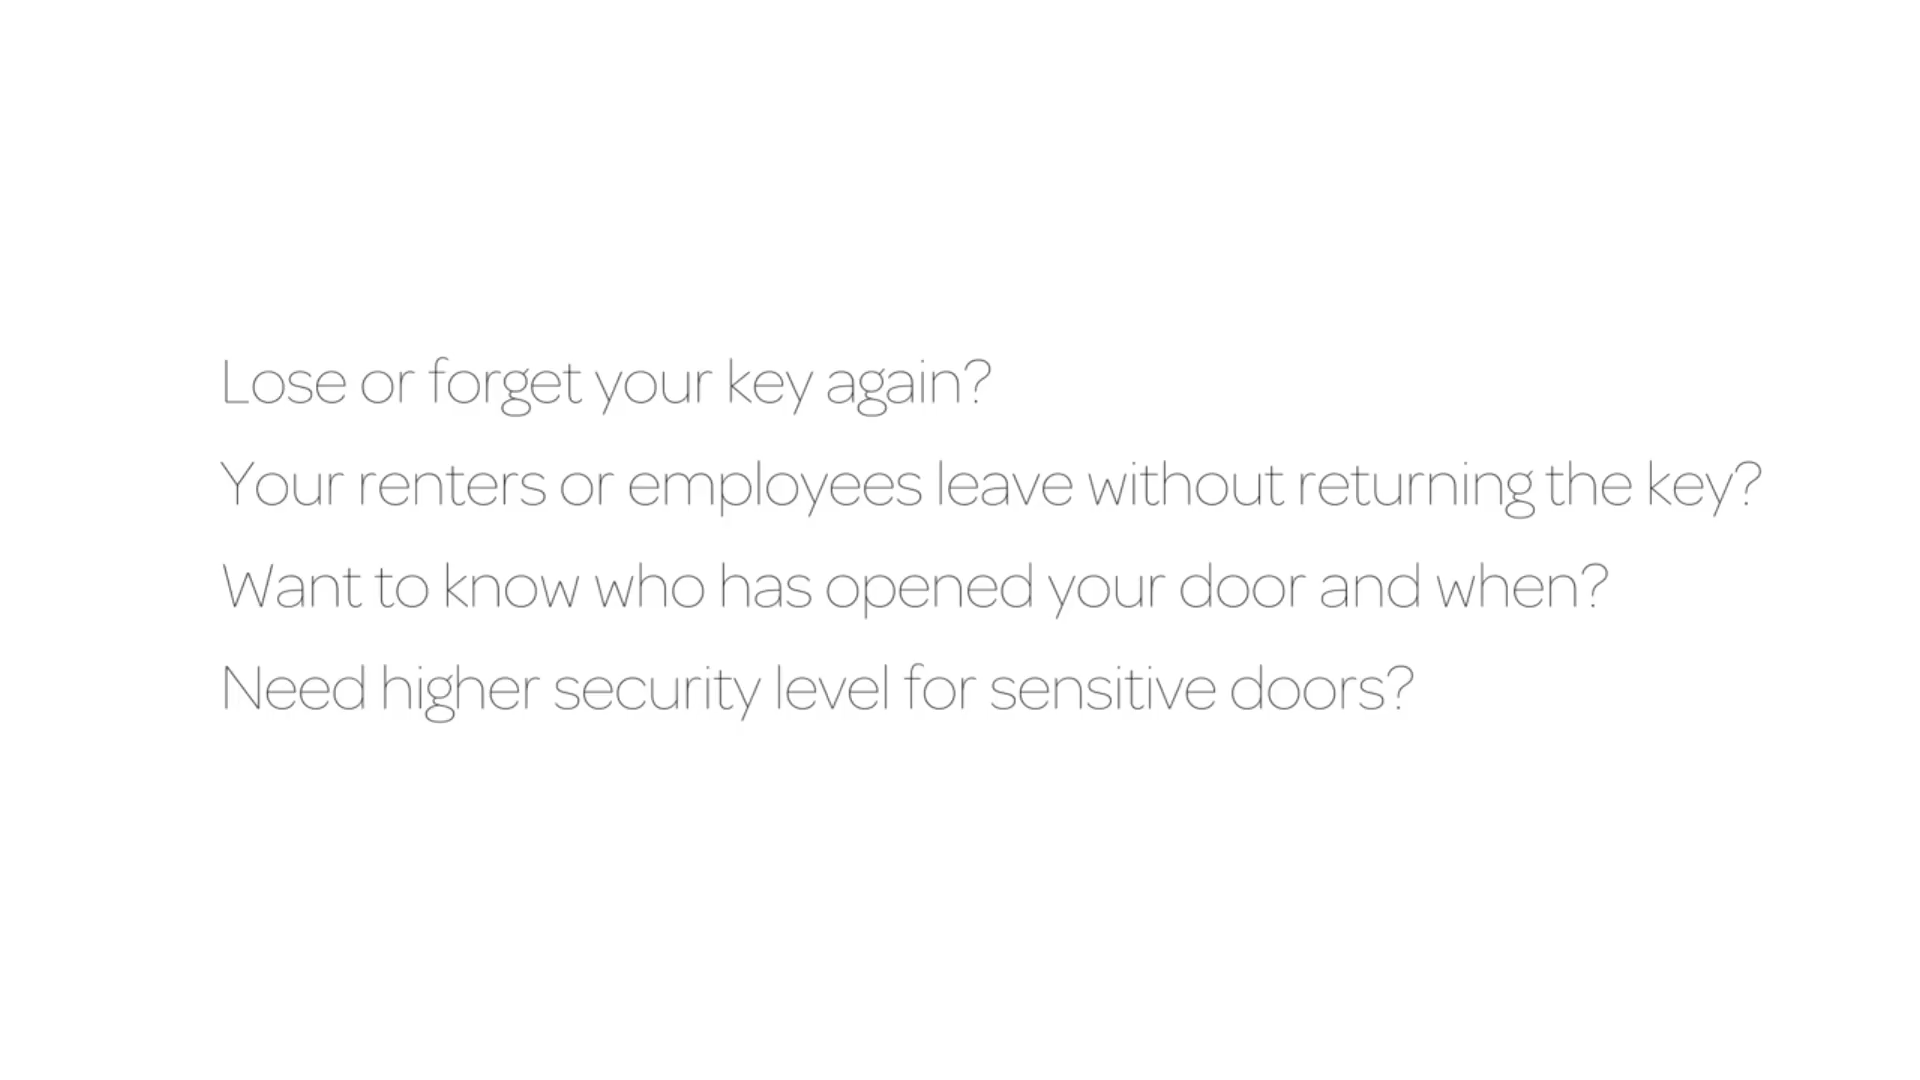 Lose or forget your key again?
Your renters or employees leave without returning the key?
Want to know who has opened your door and when?
Need higher security level for sensitive doors?